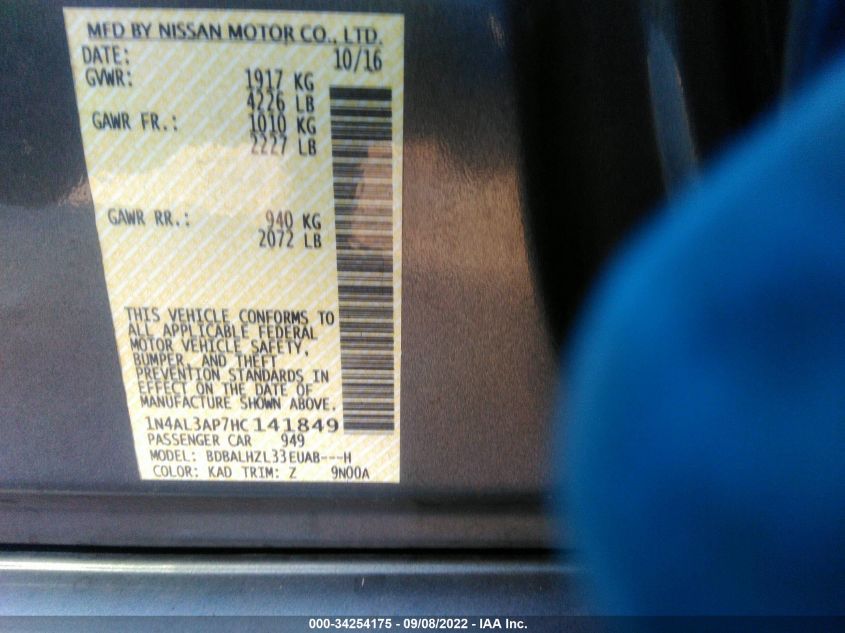 MFD BY NISSAN MOTOR CO., LTD.
DATE: 10/16
GVWR: 1917 KG
4226 LB
GAWR FR.: 1010 KG
2227 LB
GAWR RR.: 940 KG
2072 LB
THIS VEHICLE CONFORMS TO
ALL APPLICABLE FEDERAL
MOTOR VEHICLE SAFETY,
BUMPER, AND THEFT
PREVENTION STANDARDS IN
EFFECT ON THE DATE OF
MANUFACTURE SHOWN ABOVE.
1N4AL3AP7HC141849
PASSENGER CAR 949
MODEL: BDBALHZL33EUAB---H
COLOR: KAD TRIM: Z 9N00A
000-34254175 - 09/08/2022 - IAA Inc.